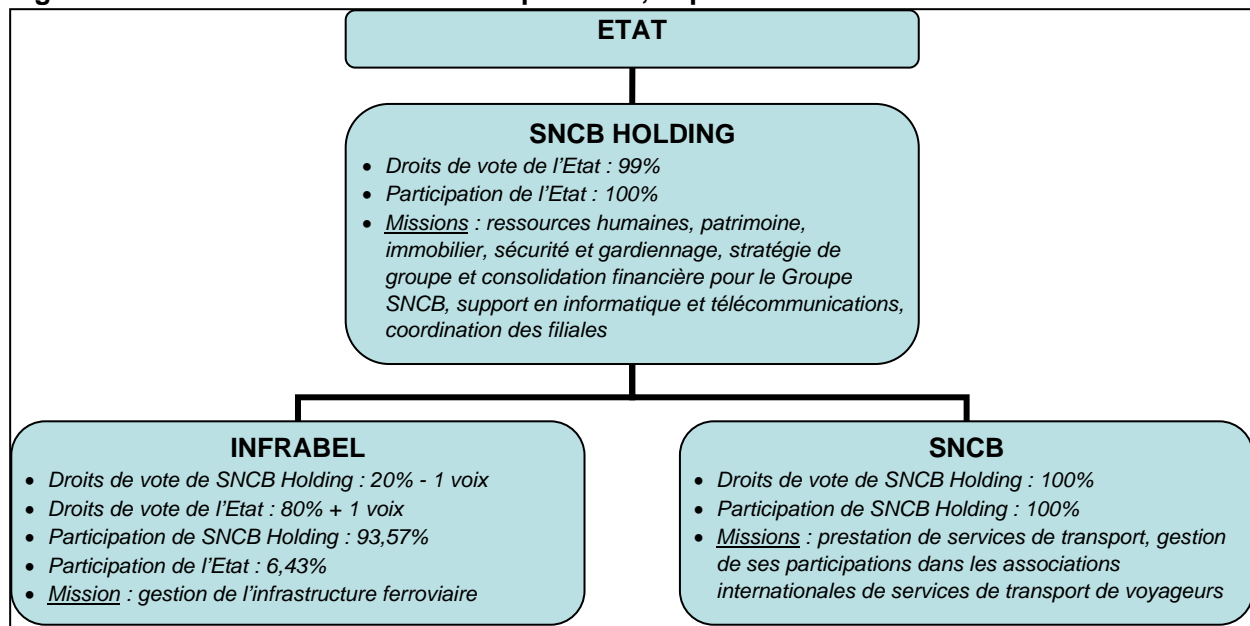 ETAT
SNCB HOLDING
• Droits de vote de l'Etat : 99%
• Participation de l'Etat : 100%
• Missions : ressources humaines, patrimoine,
immobilier, sécurité et gardiennage, stratégie de
groupe et consolidation financière pour le Groupe
SNCB, support en informatique et télécommunications,
coordination des filiales
INFRABEL
• Droits de vote de SNCB Holding : 20% - 1 voix
• Droits de vote de l'Etat : 80% + 1 voix
• Participation de SNCB Holding : 93,57%
• Participation de l'Etat : 6,43%
• Mission : gestion de l'infrastructure ferroviaire
SNCB
• Droits de vote de SNCB Holding : 100%
• Participation de SNCB Holding : 100%
• Missions : prestation de services de transport, gestion
de ses participations dans les associations
internationales de services de transport de voyageurs